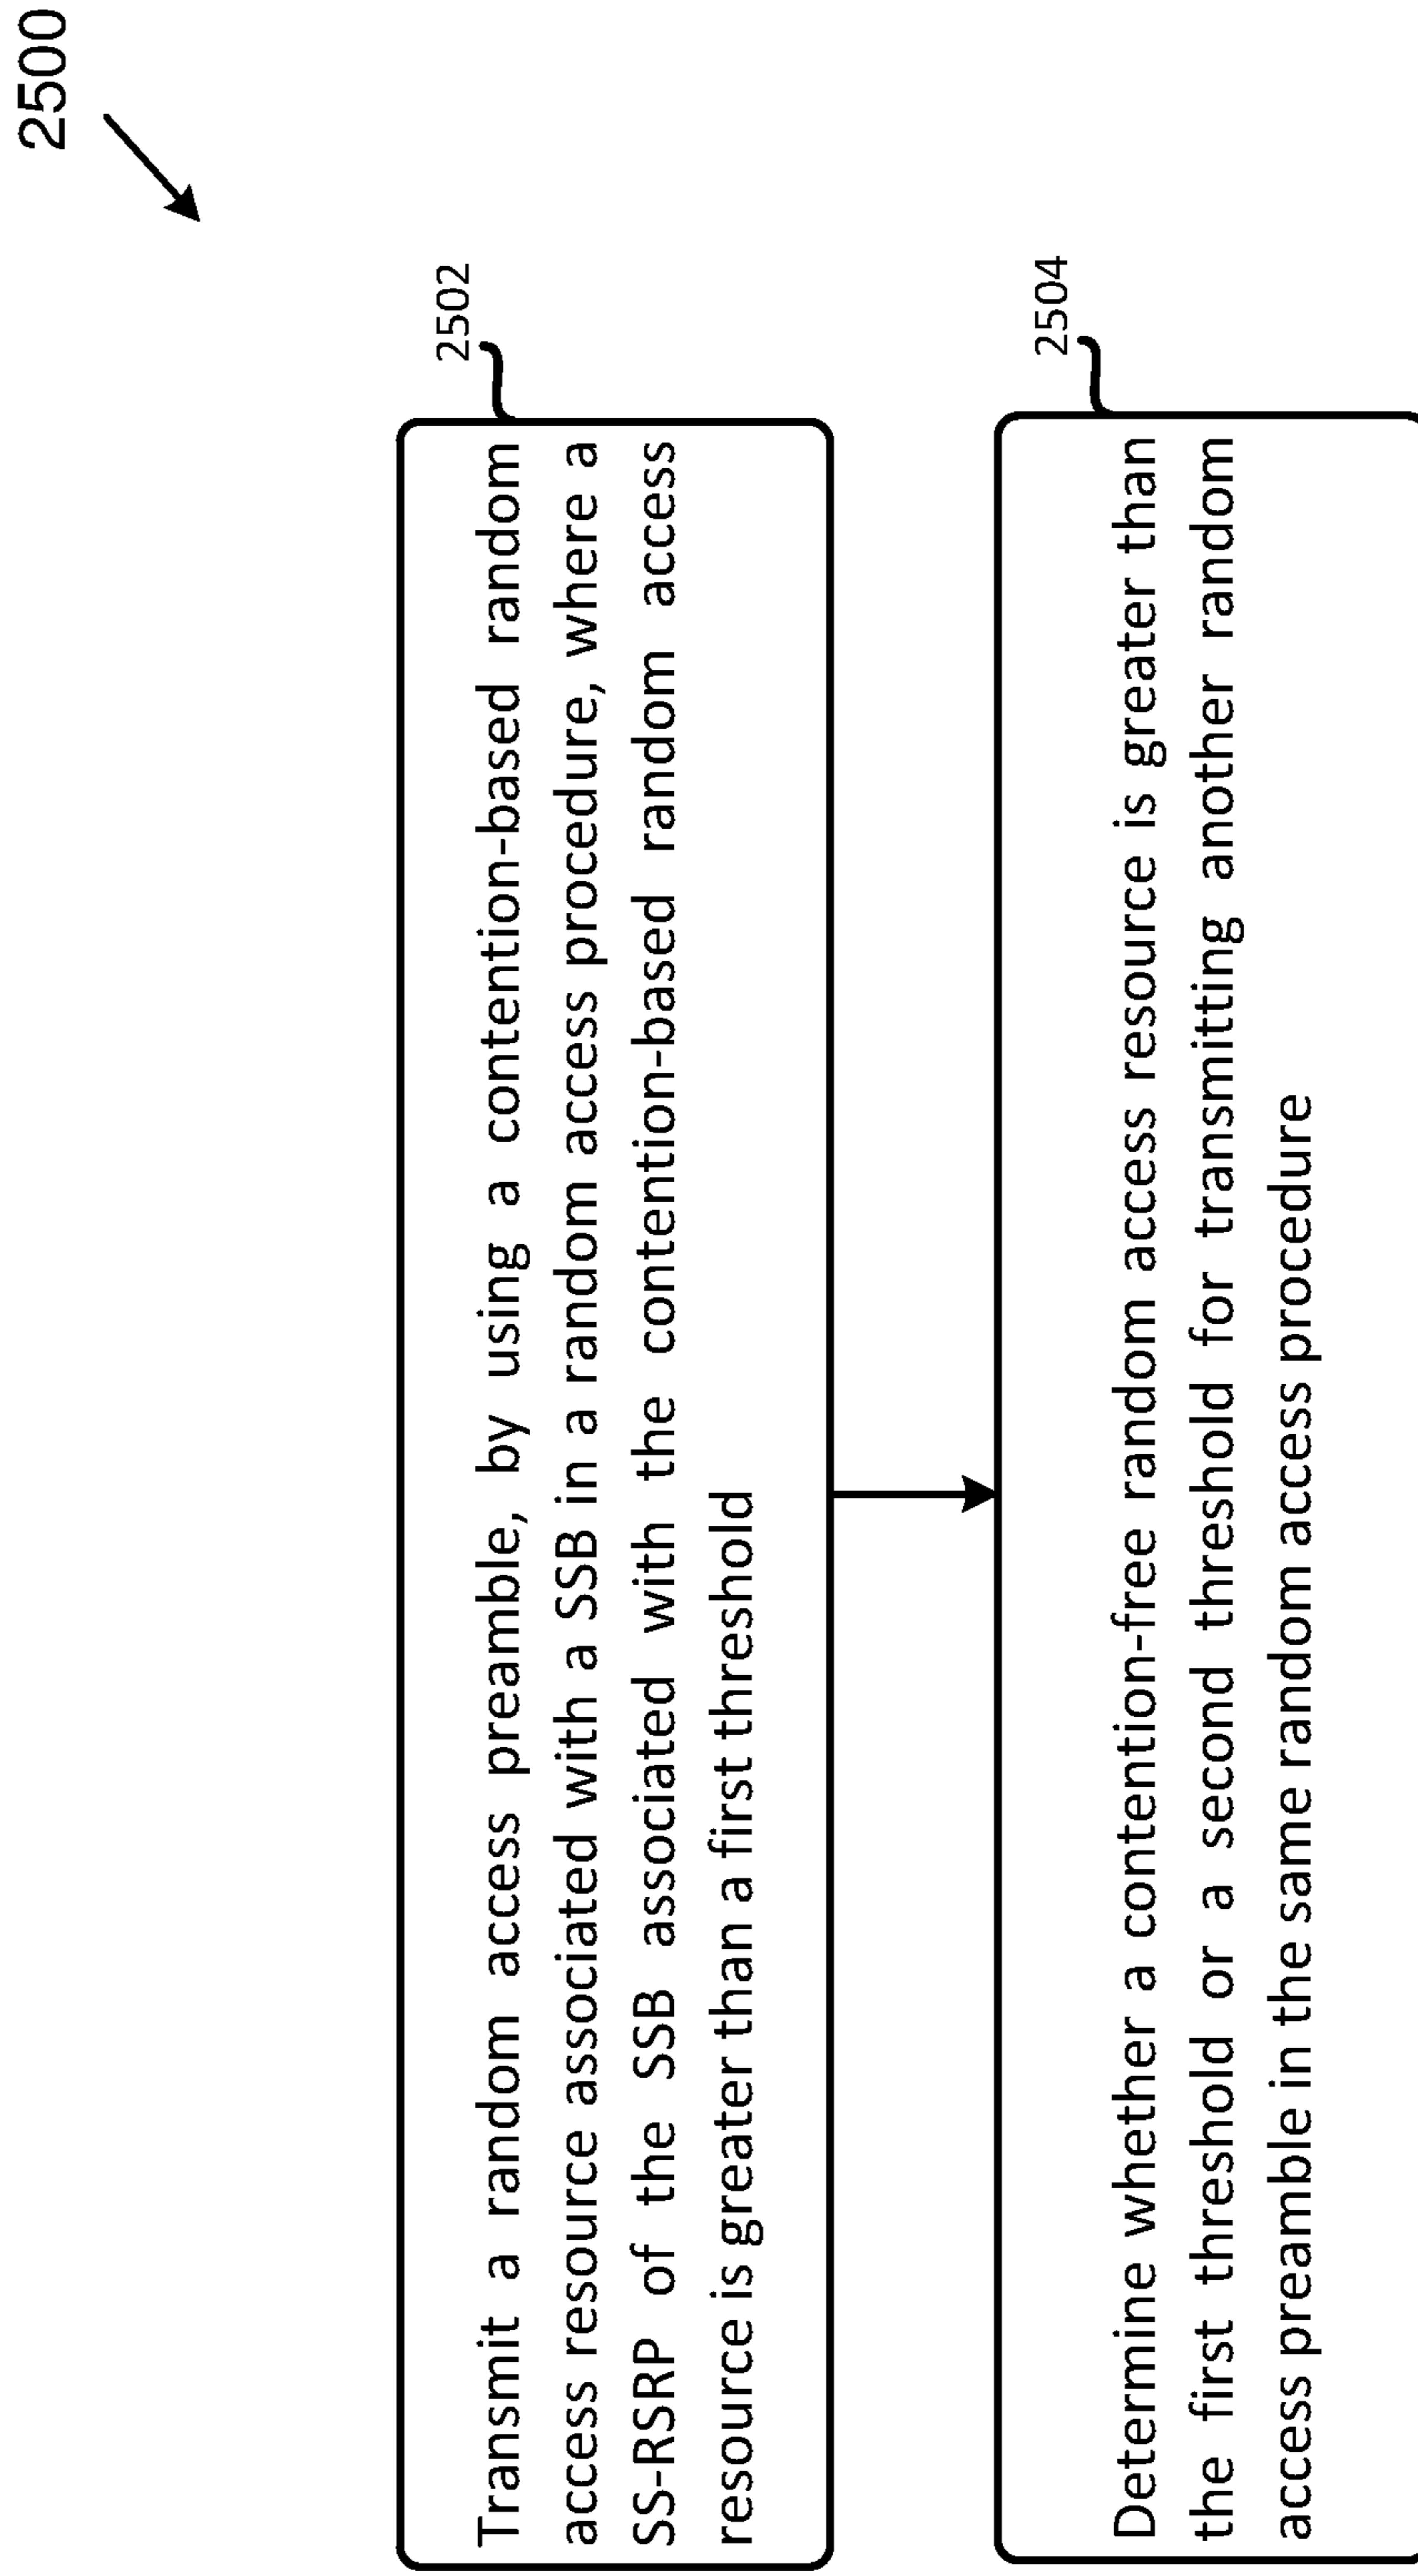 2500
2502
Transmit a random access preamble, by using a contention-based random
access resource associated with a SSB in a random access procedure, where a
SS-RSRP of the SSB associated with the contention-based random access
resource is greater than a first threshold
2504
Determine whether a contention-free random access resource is greater than
the first threshold or a second threshold for transmitting another random
access preamble in the same random access procedure